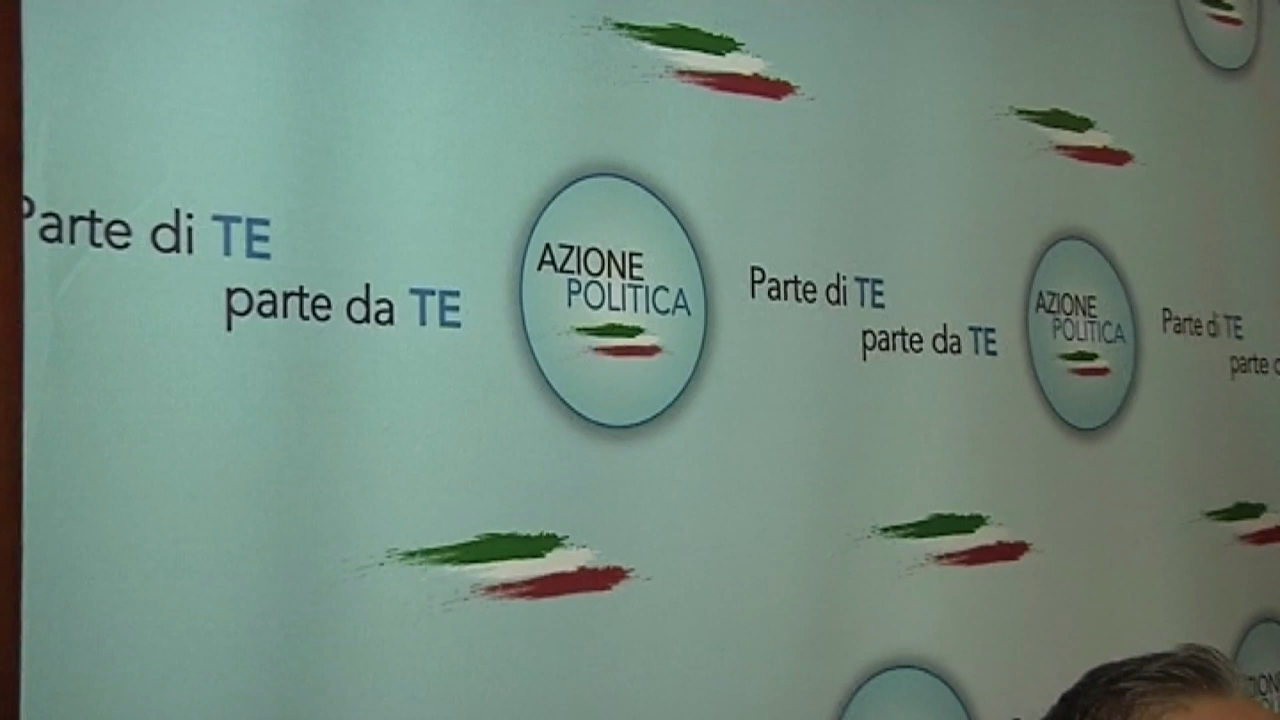 Parte di TE
parte da TE
AZIONE
POLITICA
Parte di TE
parte da TE
AZIONE
POLITICA
Parte di TE
parte